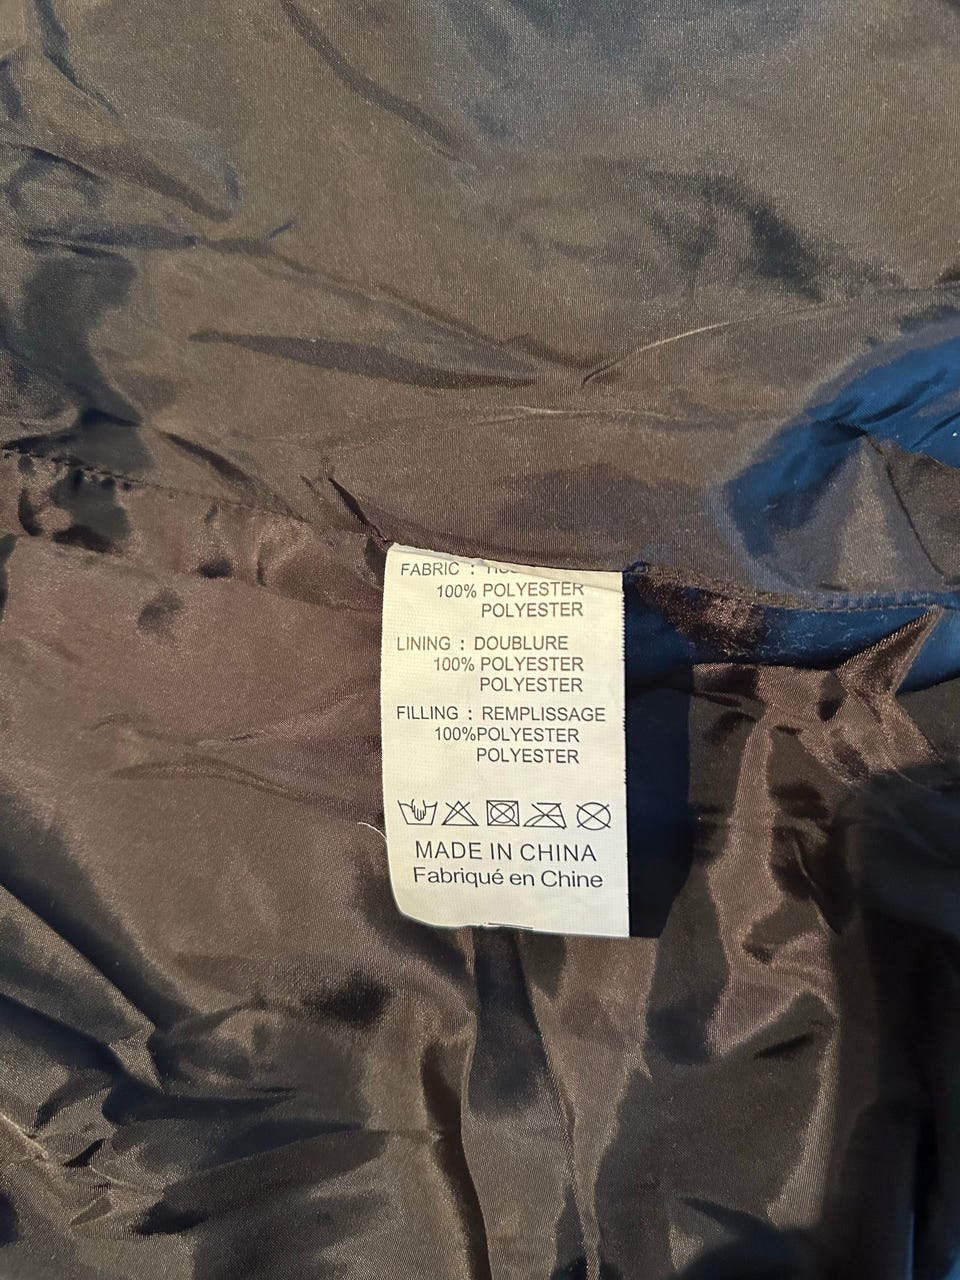 FABRIC :
100% POLYESTER
POLYESTER
LINING : DOUBLURE
100% POLYESTER
POLYESTER
FILLING : REMPLISSAGE
100%POLYESTER
POLYESTER
MADE IN CHINA
Fabriqué en Chine